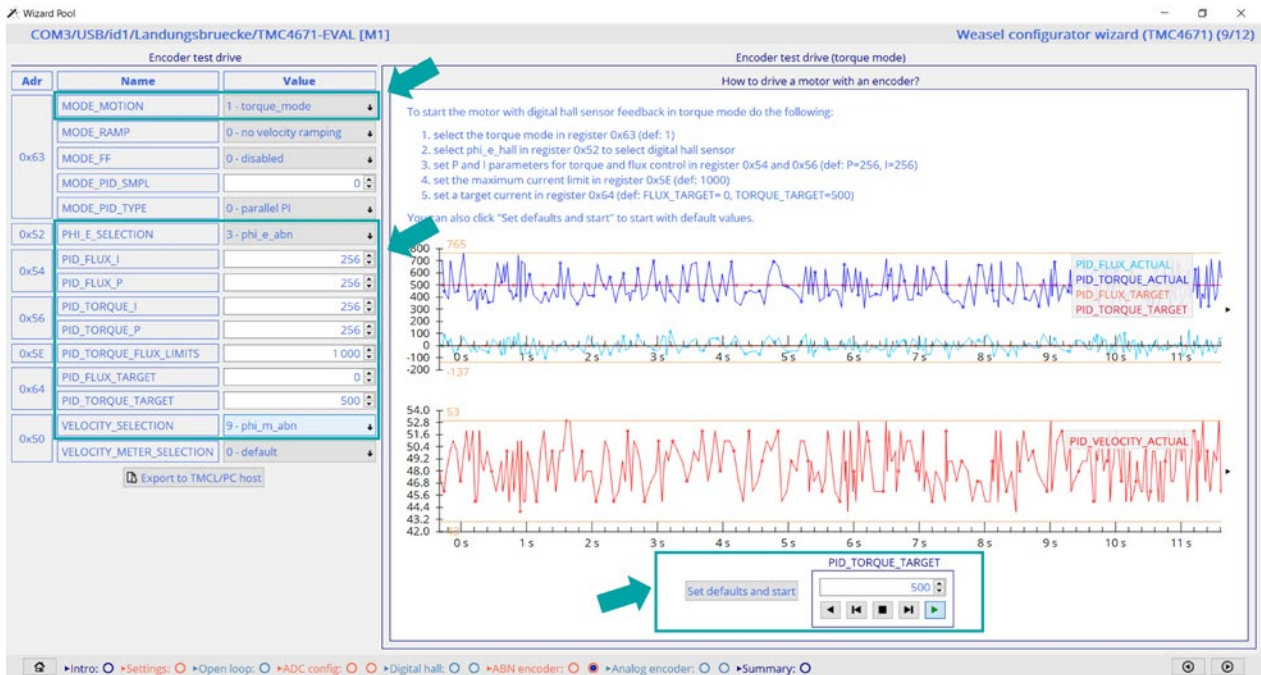 Wizard Pool
COM3/USB/id1/Landungsbruecke/TMC4671-EVAL [M1]
Weasel configurator wizard (TMC4671) (9/12)
Encoder test drive
Adr Name Value
0x63
MODE_MOTION 1 - torque_mode
MODE_RAMP 0 - no velocity ramping
MODE_FF 0 - disabled
MODE_PID_SMPL 0
MODE_PID_TYPE 0 - parallel PI
0x52 PHI_E_SELECTION 3 - phi_e_abn
0x54
PID_FLUX_I 256
PID_FLUX_P 256
0x56
PID_TORQUE_I 256
PID_TORQUE_P 256
0x5E PID_TORQUE_FLUX_LIMITS 1 000
0x64
PID_FLUX_TARGET 0
PID_TORQUE_TARGET 500
0x50
VELOCITY_SELECTION 9 - phi_m_abn
VELOCITY_METER_SELECTION 0 - default
Export to TMCL/PC host
Encoder test drive (torque mode)
How to drive a motor with an encoder?
To start the motor with digital hall sensor feedback in torque mode do the following:
1. select the torque mode in register 0x63 (def: 1)
2. select phi_e_hall in register 0x52 to select digital hall sensor
3. set P and I parameters for torque and flux control in register 0x54 and 0x56 (def: P=256, I=256)
4. set the maximum current limit in register 0x5E (def: 1000)
5. set a target current in register 0x64 (def: FLUX_TARGET= 0, TORQUE_TARGET=500)
You can also click "Set defaults and start" to start with default values.
800 765
700
600
500
400
300
200
100
0
-100
-200 -137
PID_FLUX_ACTUAL
PID_TORQUE_ACTUAL
PID_FLUX_TARGET
PID_TORQUE_TARGET
0 s 1 s 2 s 3 s 4 s 5 s 6 s 7 s 8 s 9 s 10 s 11 s
54.0 53
52.8
51.6
50.4
49.2
48.0
46.8
45.6
44.4
43.2
42.0 43
PID_VELOCITY_ACTUAL
0 s 1 s 2 s 3 s 4 s 5 s 6 s 7 s 8 s 9 s 10 s 11 s
PID_TORQUE_TARGET
Set defaults and start 500
Intro: Settings: Open loop: ADC config: Digital hall: ABN encoder: Analog encoder: Summary: